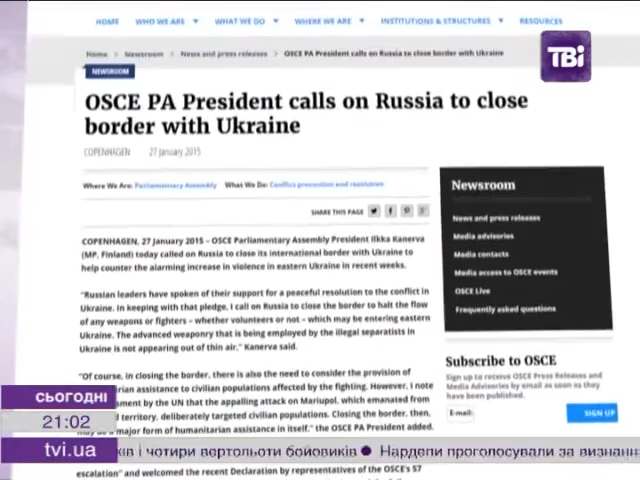 HOME WHO WE ARE WHAT WE DO WHERE WE ARE INSTITUTIONS & STRUCTURES RESOURCES
Home Newsroom News and press releases OSCE PA President calls on Russia to close border with Ukraine
ТВі
NEWSROOM
OSCE PA President calls on Russia to close
border with Ukraine
COPENHAGEN 27 January 2015
Where We Are: Parliamentary Assembly What We Do: Conflict prevention and resolution
SHARE THIS PAGE
COPENHAGEN, 27 January 2015 – OSCE Parliamentary Assembly President Ilkka Kanerva
(MP, Finland) today called on Russia to close its international border with Ukraine to
help counter the alarming increase in violence in eastern Ukraine in recent weeks.
"Russian leaders have spoken of their support for a peaceful resolution to the conflict in
Ukraine. In keeping with that pledge, I call on Russia to close the border to halt the flow
of any weapons or fighters – whether volunteers or not – which may be entering eastern
Ukraine. The advanced weaponry that is being employed by the illegal separatists in
Ukraine is not appearing out of thin air," Kanerva said.
"Of course, in closing the border, there is also the need to consider the provision of
arian assistance to civilian populations affected by the fighting. However, I note
ument by the UN that the appalling attack on Mariupol, which emanated from
d territory, deliberately targeted civilian populations. Closing the border, then,
may be a major form of humanitarian assistance in itself," the OSCE PA President added.
escalation" and welcomed the recent Declaration by representatives of the OSCE's 57
Newsroom
News and press releases
Media advisories
Media contacts
Media access to OSCE events
OSCE Live
Frequently asked questions
Subscribe to OSCE
Sign up to receive OSCE Press Releases and
Media Advisories by email as soon as they
have been published.
E-mail: SIGN UP
СЬОГОДНІ
21:02
tvi.ua
ків і чотири вертольоти бойовиків ● Нардепи проголосували за визнанн